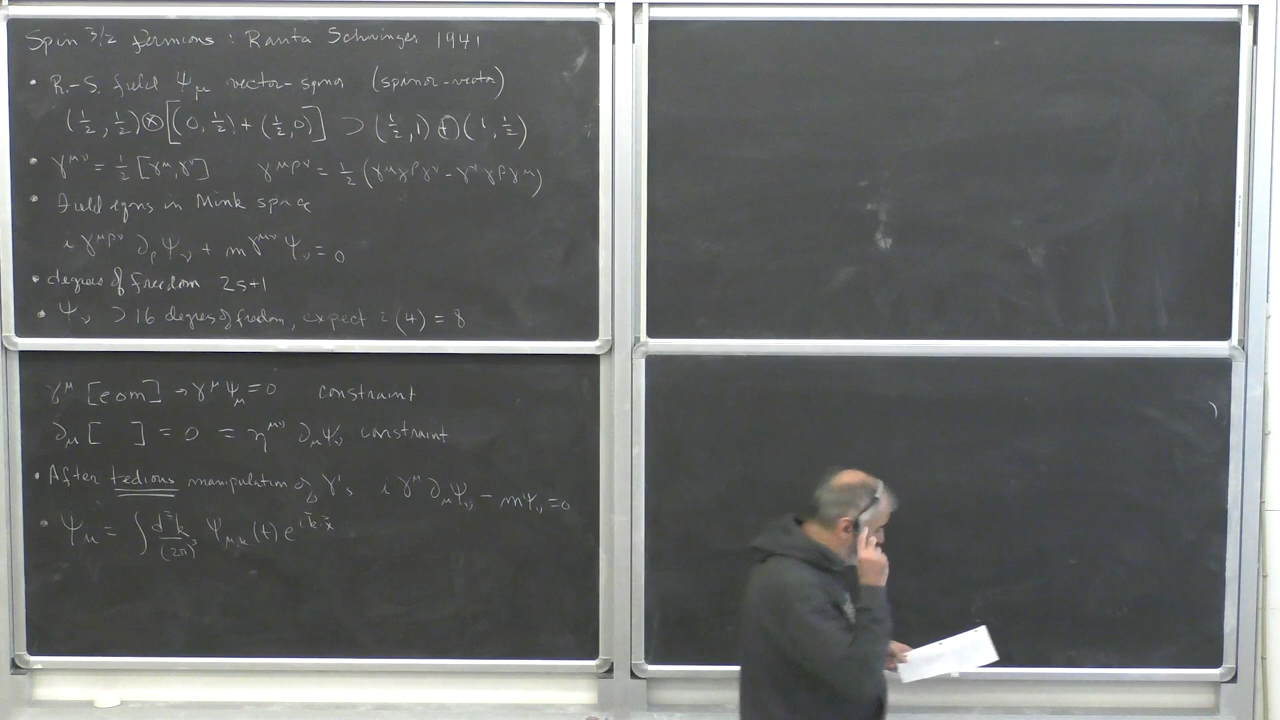 Spin 3/2 fermions : Rarita Schwinger 1941
• R.-S. field Ψ_μ vector-spinor (spinor-vector)
(½, ½)⊗[(0, ½) + (½, 0)] ⊃ (½, 1) ⊕ (1, ½)
• γ^{μν} = ½ [γ^μ, γ^ν]   γ^{μρν} = ½ (γ^μ γ^ρ γ^ν - γ^ν γ^ρ γ^μ)
• Field eqns in Mink space
i γ^{μρν} ∂_ρ Ψ_ν + m γ^{μν} Ψ_ν = 0
• degrees of freedom 2s+1
• Ψ_ν ⊃ 16 degrees of freedom, expect 2(4) = 8
γ^μ [eom] → γ^μ Ψ_μ = 0   constraint
∂_μ [   ] = 0 = η^{μν} ∂_μ Ψ_ν constraint
• After tedious manipulation of γ's, i γ^μ ∂_μ Ψ_ν - mΨ_ν = 0
• Ψ_μ = ∫ d³k/(2π)³ Ψ_{μ,k}(t) e^{i k⃗·x⃗}